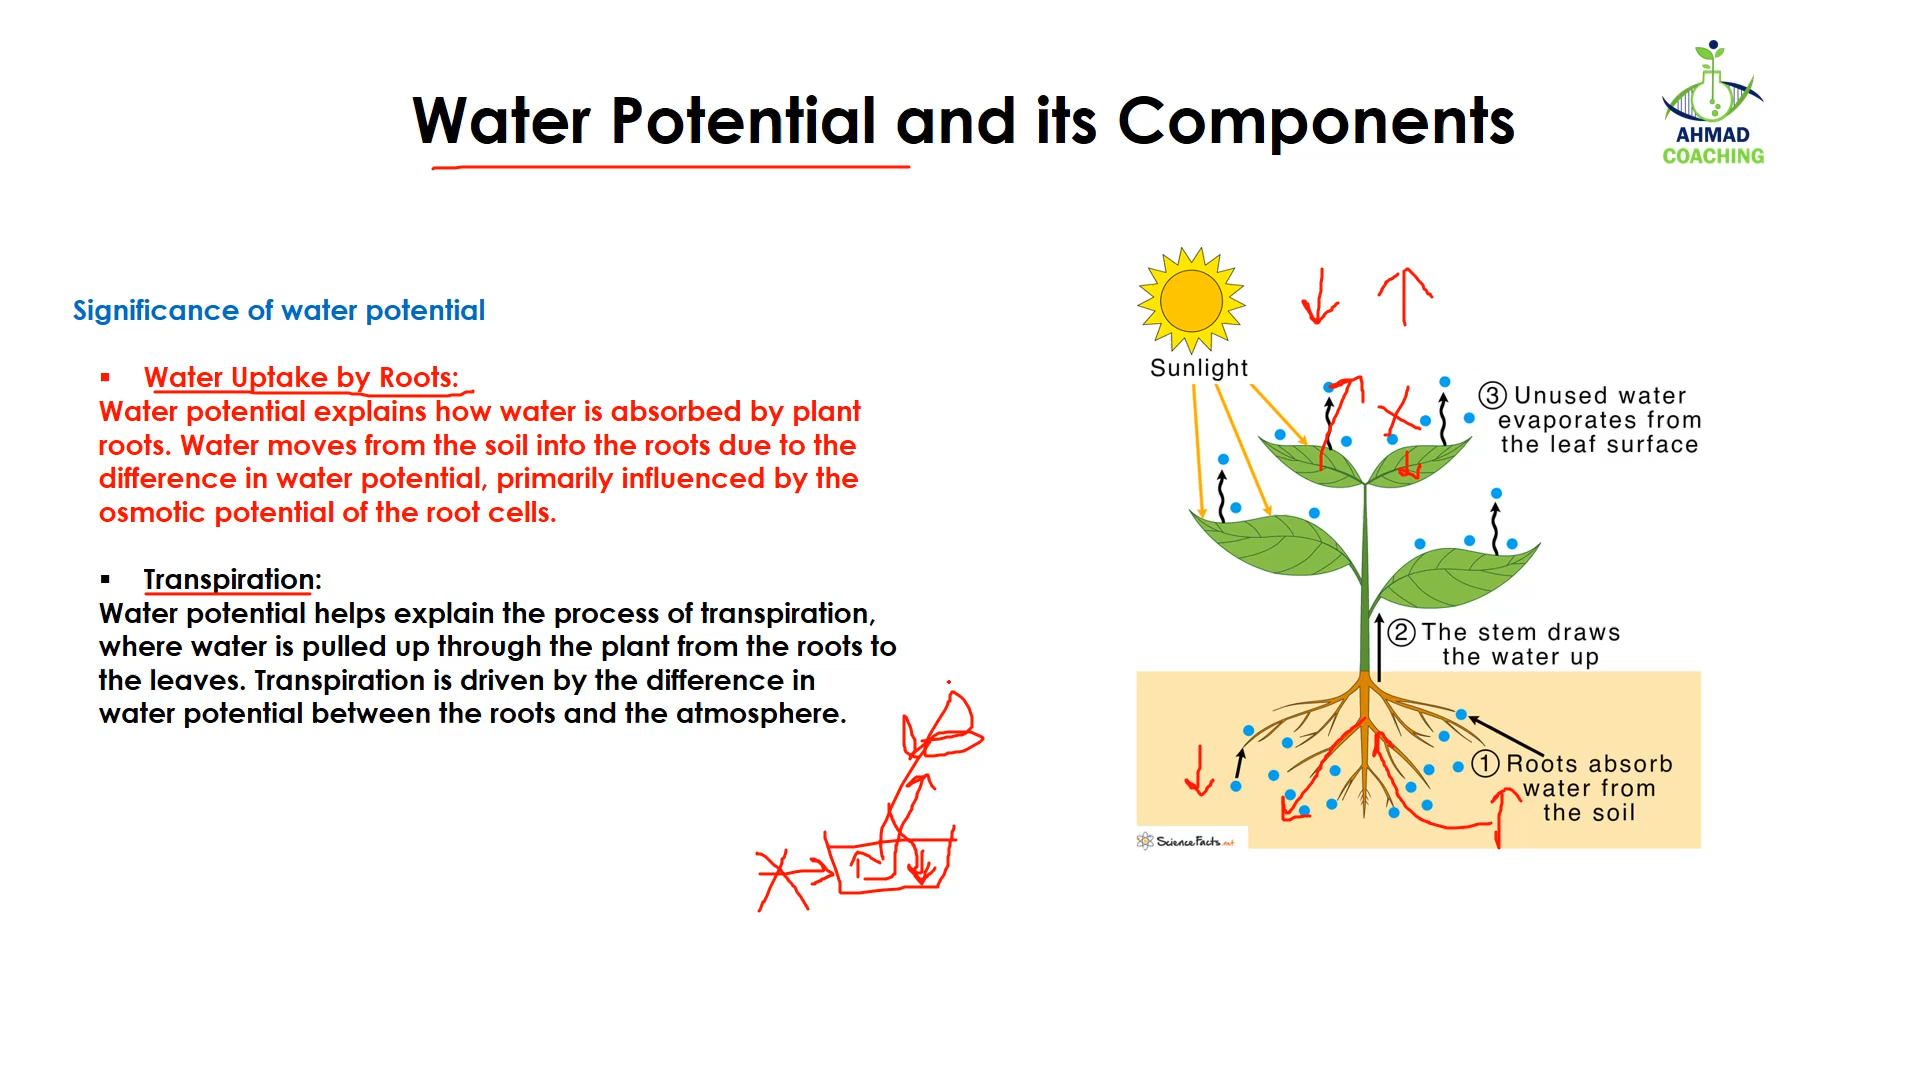 Water Potential and its Components
AHMAD
COACHING
Significance of water potential
▪ Water Uptake by Roots:
Water potential explains how water is absorbed by plant
roots. Water moves from the soil into the roots due to the
difference in water potential, primarily influenced by the
osmotic potential of the root cells.
▪ Transpiration:
Water potential helps explain the process of transpiration,
where water is pulled up through the plant from the roots to
the leaves. Transpiration is driven by the difference in
water potential between the roots and the atmosphere.
Sunlight
③ Unused water
evaporates from
the leaf surface
② The stem draws
the water up
① Roots absorb
water from
the soil
ScienceFacts.net